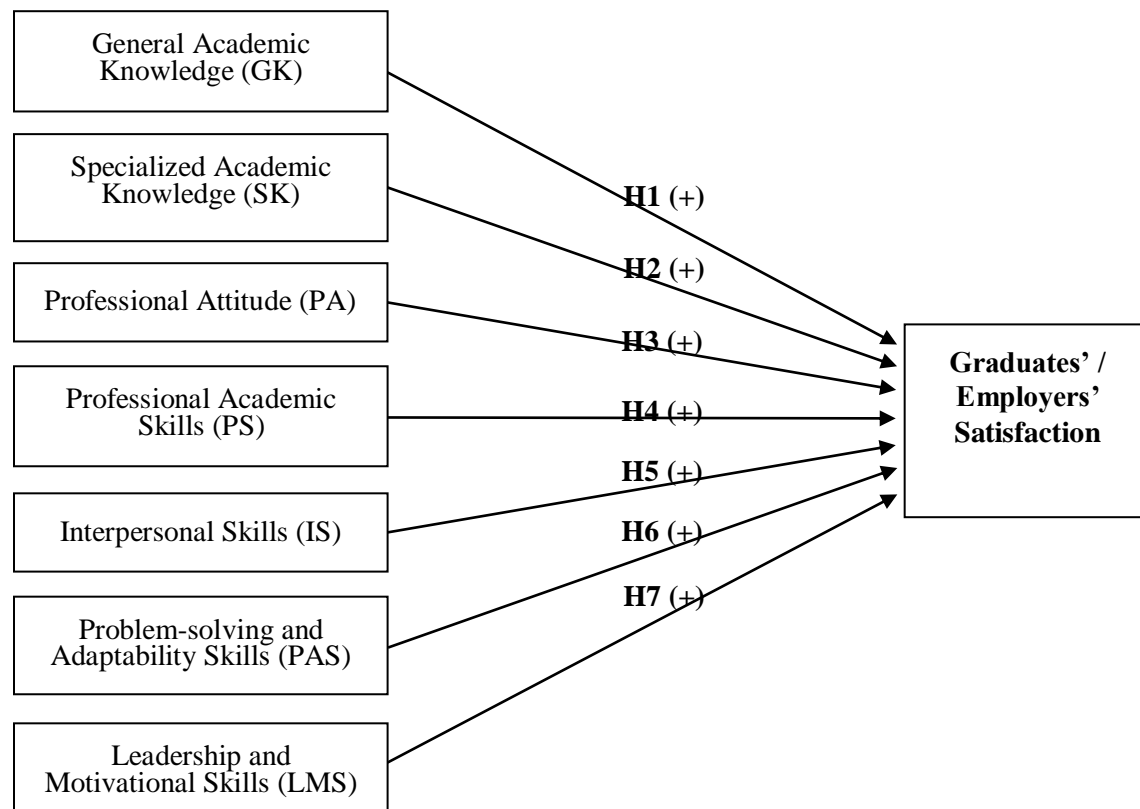 General Academic
Knowledge (GK)
Specialized Academic
Knowledge (SK)
Professional Attitude (PA)
Professional Academic
Skills (PS)
Interpersonal Skills (IS)
Problem-solving and
Adaptability Skills (PAS)
Leadership and
Motivational Skills (LMS)
H1 (+)
H2 (+)
H3 (+)
H4 (+)
H5 (+)
H6 (+)
H7 (+)
Graduates’ /
Employers’
Satisfaction